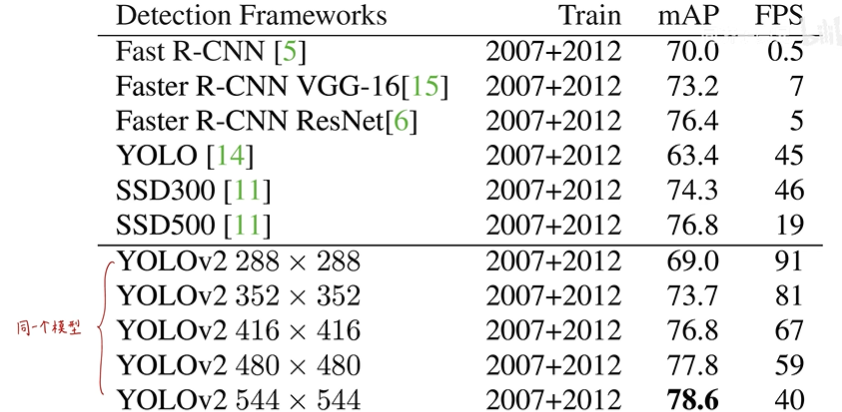 Detection Frameworks Train mAP FPS
Fast R-CNN [5] 2007+2012 70.0 0.5
Faster R-CNN VGG-16[15] 2007+2012 73.2 7
Faster R-CNN ResNet[6] 2007+2012 76.4 5
YOLO [14] 2007+2012 63.4 45
SSD300 [11] 2007+2012 74.3 46
SSD500 [11] 2007+2012 76.8 19
YOLOv2 288 × 288 2007+2012 69.0 91
YOLOv2 352 × 352 2007+2012 73.7 81
同一个模型 YOLOv2 416 × 416 2007+2012 76.8 67
YOLOv2 480 × 480 2007+2012 77.8 59
YOLOv2 544 × 544 2007+2012 78.6 40